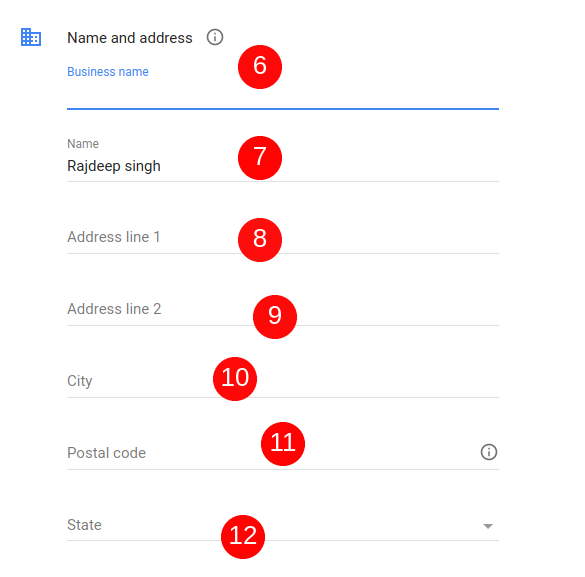 Name and address
Business name
6
Name
Rajdeep singh
7
Address line 1
8
Address line 2
9
City
10
Postal code
11
State
12